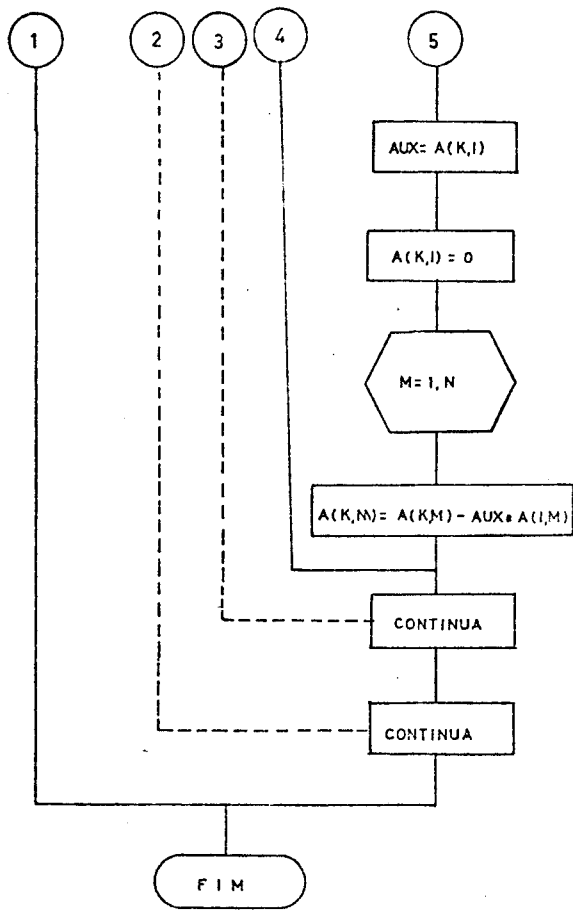 1 2 3 4 5
AUX= A(K,I)
A(K,I) = 0
M= 1, N
A(K,M)= A(K,M) - AUX* A(I,M)
CONTINUA
CONTINUA
FIM